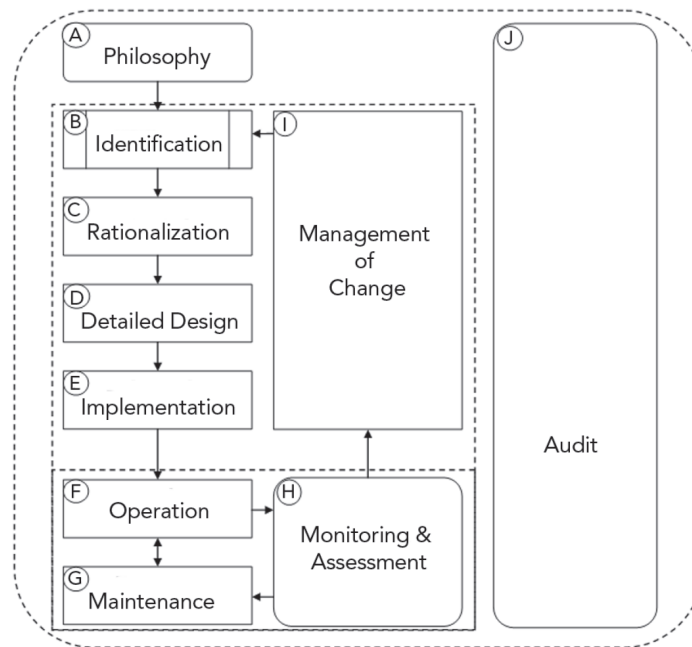 A
Philosophy
B
Identification
C
Rationalization
D
Detailed Design
E
Implementation
F
Operation
G
Maintenance
H
Monitoring &
Assessment
I
Management
of
Change
J
Audit